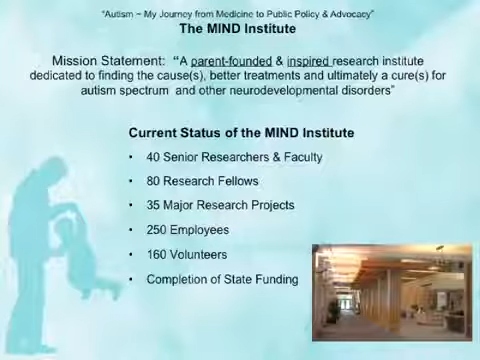 "Autism ~ My Journey from Medicine to Public Policy & Advocacy"
The MIND Institute
Mission Statement: "A parent-founded & inspired research institute
dedicated to finding the cause(s), better treatments and ultimately a cure(s) for
autism spectrum and other neurodevelopmental disorders"
Current Status of the MIND Institute
• 40 Senior Researchers & Faculty
• 80 Research Fellows
• 35 Major Research Projects
• 250 Employees
• 160 Volunteers
• Completion of State Funding